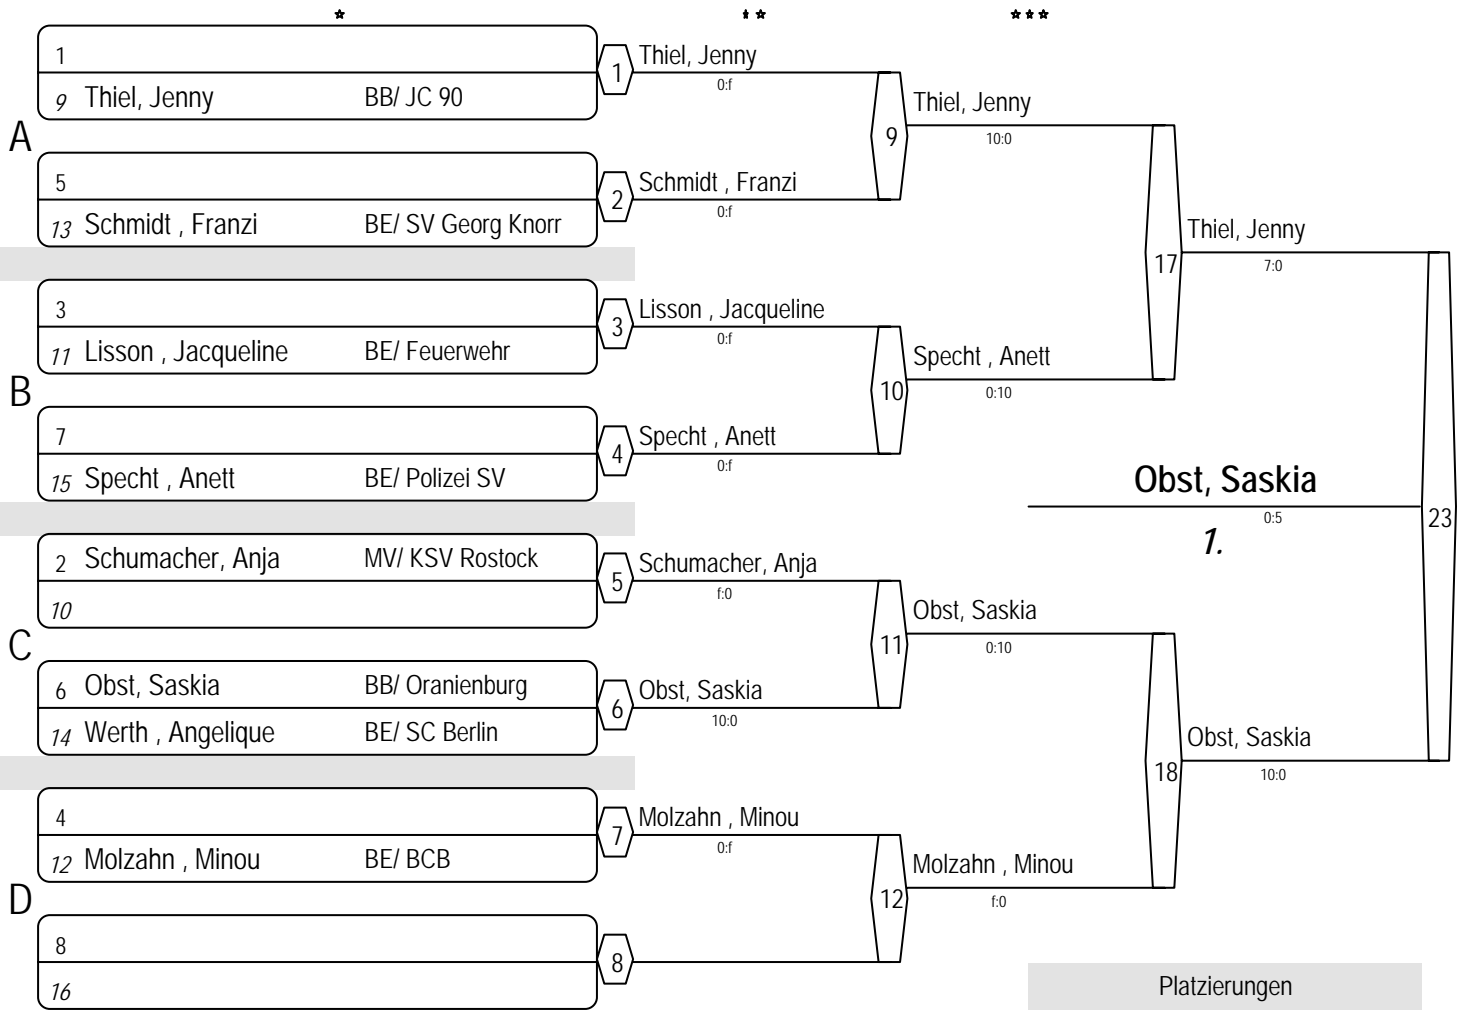 1
9 Thiel, Jenny BB/ JC 90
A
5
13 Schmidt , Franzi BE/ SV Georg Knorr
3
11 Lisson , Jacqueline BE/ Feuerwehr
B
7
15 Specht , Anett BE/ Polizei SV
2 Schumacher, Anja MV/ KSV Rostock
10
C
6 Obst, Saskia BB/ Oranienburg
14 Werth , Angelique BE/ SC Berlin
4
12 Molzahn , Minou BE/ BCB
D
8
16
1 Thiel, Jenny
0:f
2 Schmidt , Franzi
0:f
3 Lisson , Jacqueline
0:f
4 Specht , Anett
0:f
5 Schumacher, Anja
f:0
6 Obst, Saskia
10:0
7 Molzahn , Minou
0:f
8
9 Thiel, Jenny
10:0
10 Specht , Anett
0:10
11 Obst, Saskia
0:10
12 Molzahn , Minou
f:0
17 Thiel, Jenny
7:0
18 Obst, Saskia
10:0
23 Obst, Saskia
0:5
1.
Platzierungen